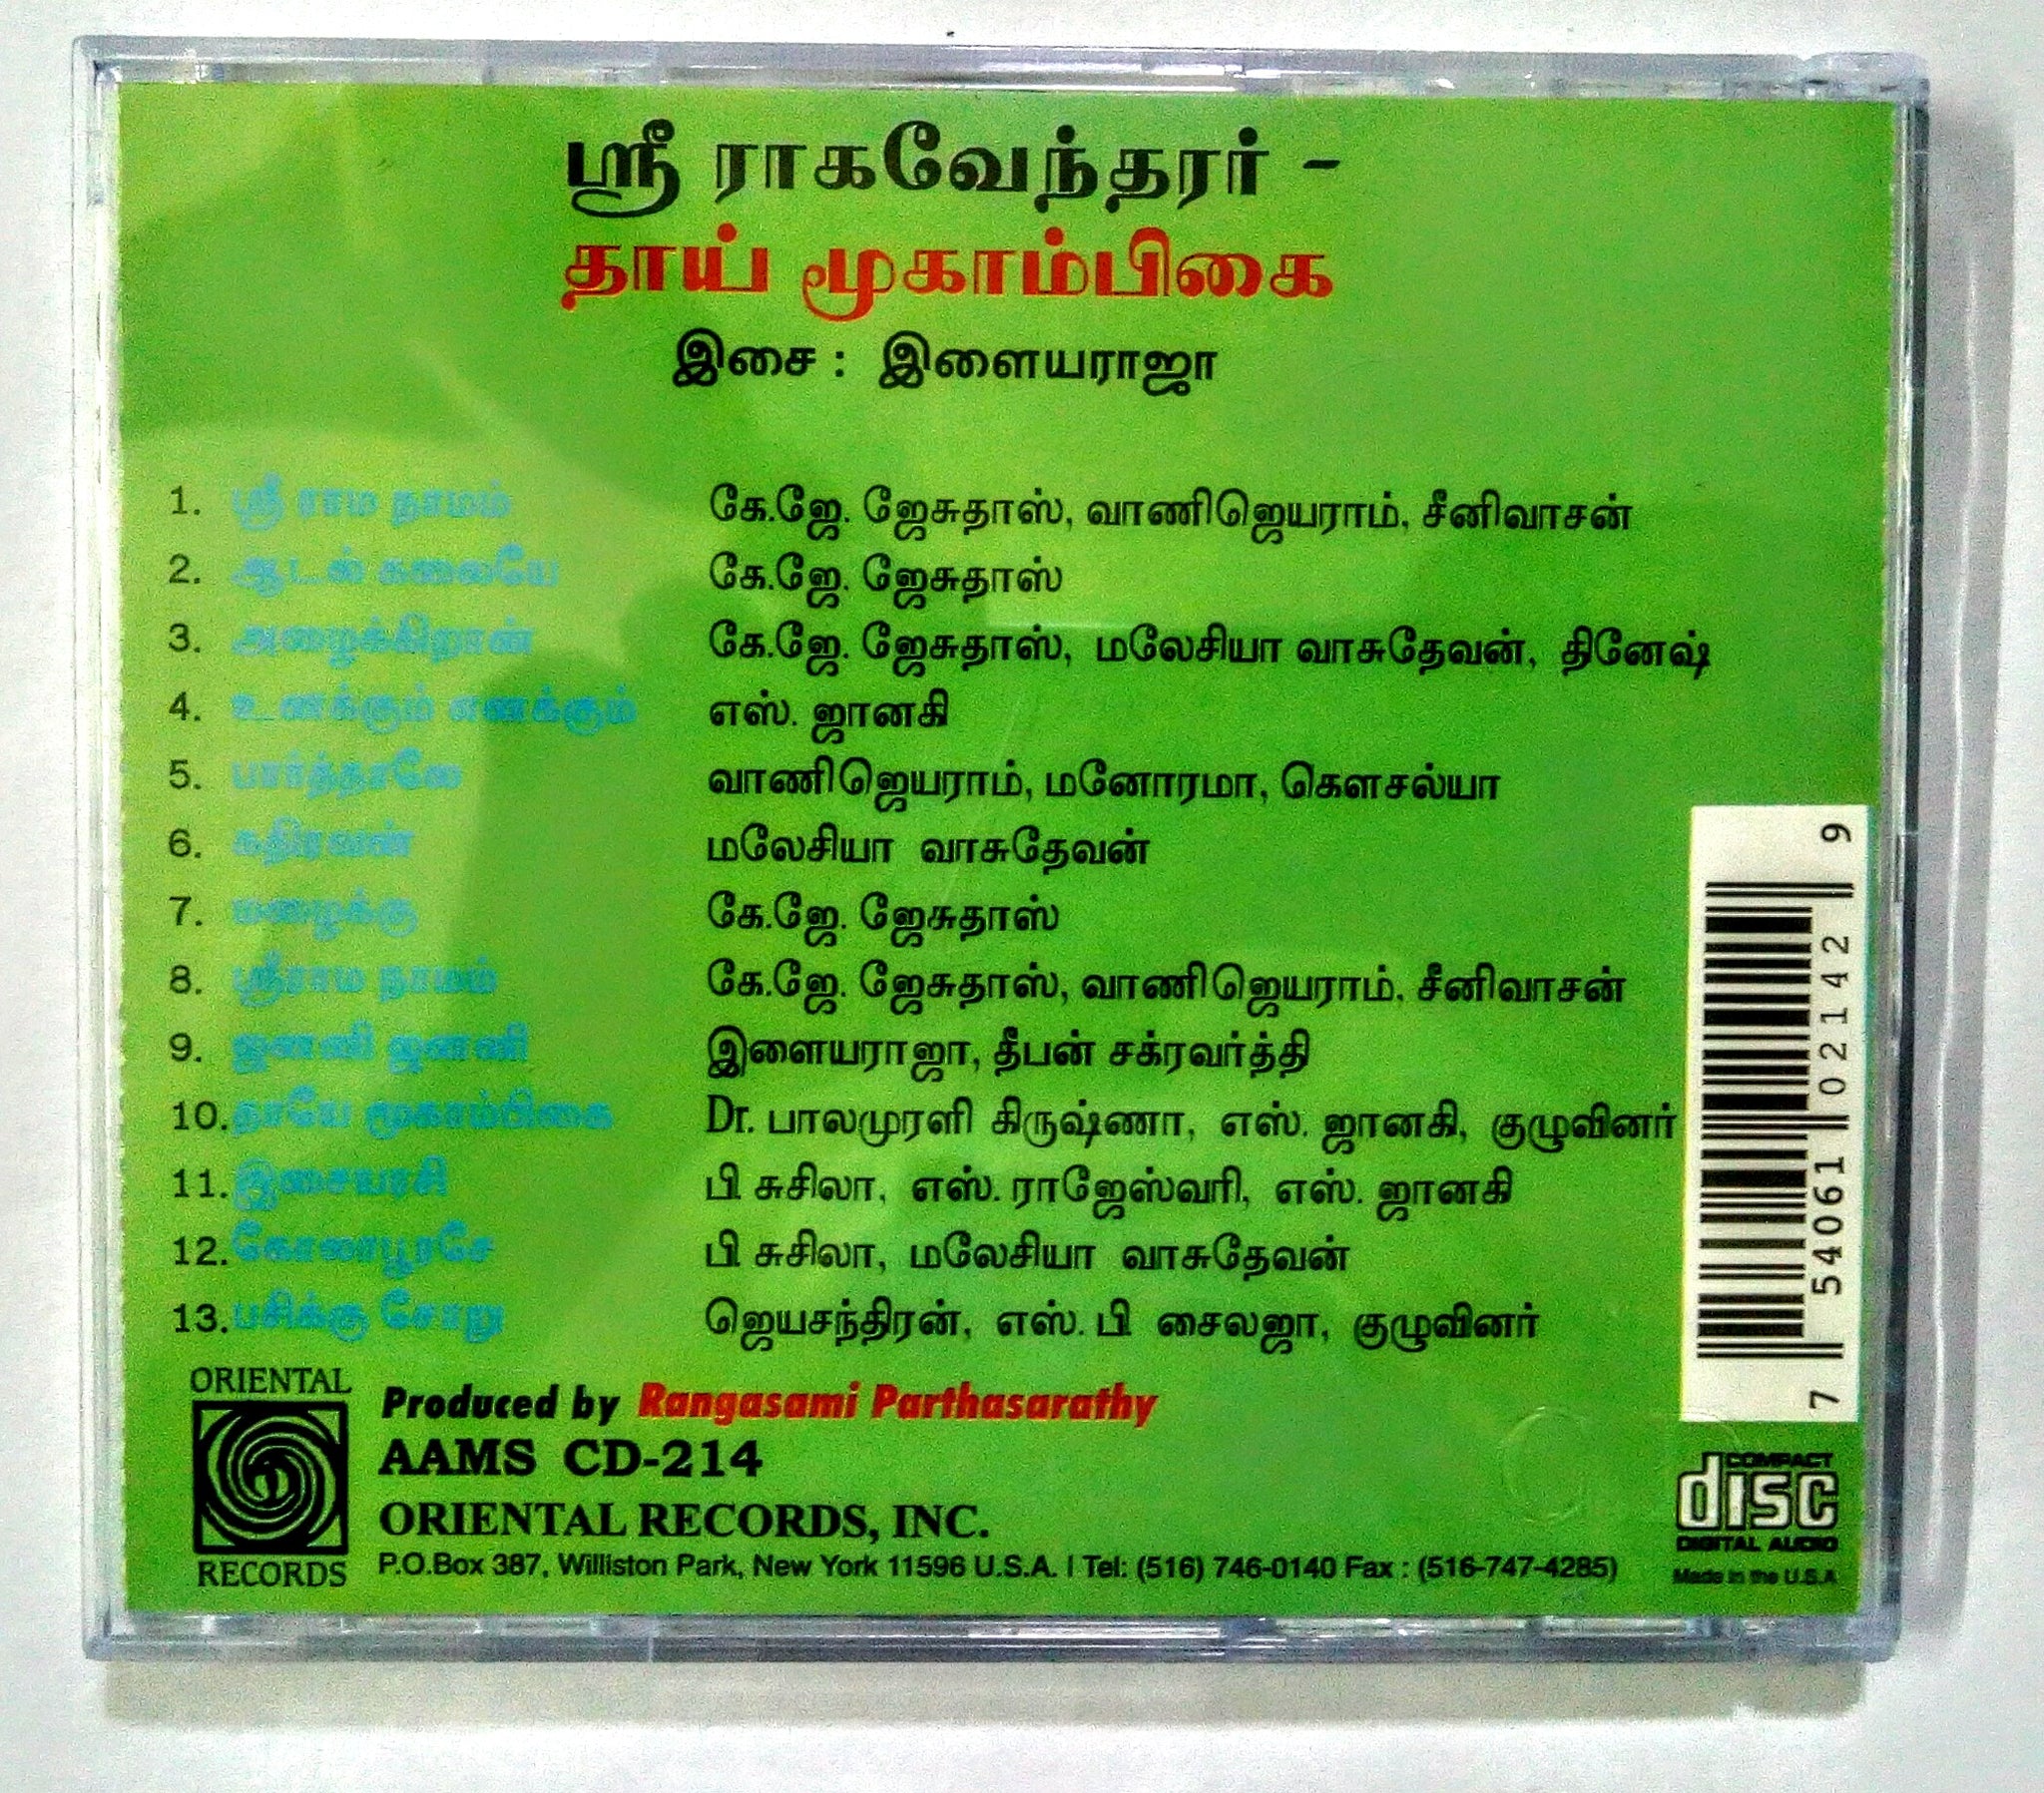 ஸ்ரீ ராகவேந்தரர் -
தாய் மூகாம்பிகை
இசை : இளையராஜா
1. ஸ்ரீ ராம நாமம் கே.ஜே. ஜேசுதாஸ், வாணிஜெயராம், சீனிவாசன்
2. ஆடல் கலையே கே.ஜே. ஜேசுதாஸ்
3. அழைக்கிறான் கே.ஜே. ஜேசுதாஸ், மலேசியா வாசுதேவன், தினேஷ்
4. உனக்கும் எனக்கும் எஸ். ஜானகி
5. பார்த்தாலே வாணிஜெயராம், மனோரமா, கௌசல்யா
6. கதிரவன் மலேசியா வாசுதேவன்
7. மழைக்கு கே.ஜே. ஜேசுதாஸ்
8. ஸ்ரீராம நாமம் கே.ஜே. ஜேசுதாஸ், வாணிஜெயராம், சீனிவாசன்
9. ஜனனி ஜனனி இளையராஜா, தீபன் சக்ரவர்த்தி
10. தாயே மூகாம்பிகை Dr. பாலமுரளி கிருஷ்ணா, எஸ். ஜானகி, குழுவினர்
11. இசையரசி பி. சுசிலா, எஸ். ராஜேஸ்வரி, எஸ். ஜானகி
12. கோலாபுரசே பி. சுசிலா, மலேசியா வாசுதேவன்
13. பசிக்கு சோறு ஜெயசந்திரன், எஸ். பி. சைலஜா, குழுவினர்
7 54061 02142 9
ORIENTAL
RECORDS
Produced by Rangasami Parthasarathy
AAMS CD-214
ORIENTAL RECORDS, INC.
P.O.Box 387, Williston Park, New York 11596 U.S.A. | Tel: (516) 746-0140 Fax : (516-747-4285)
COMPACT
disc
DIGITAL AUDIO
Made in the U.S.A